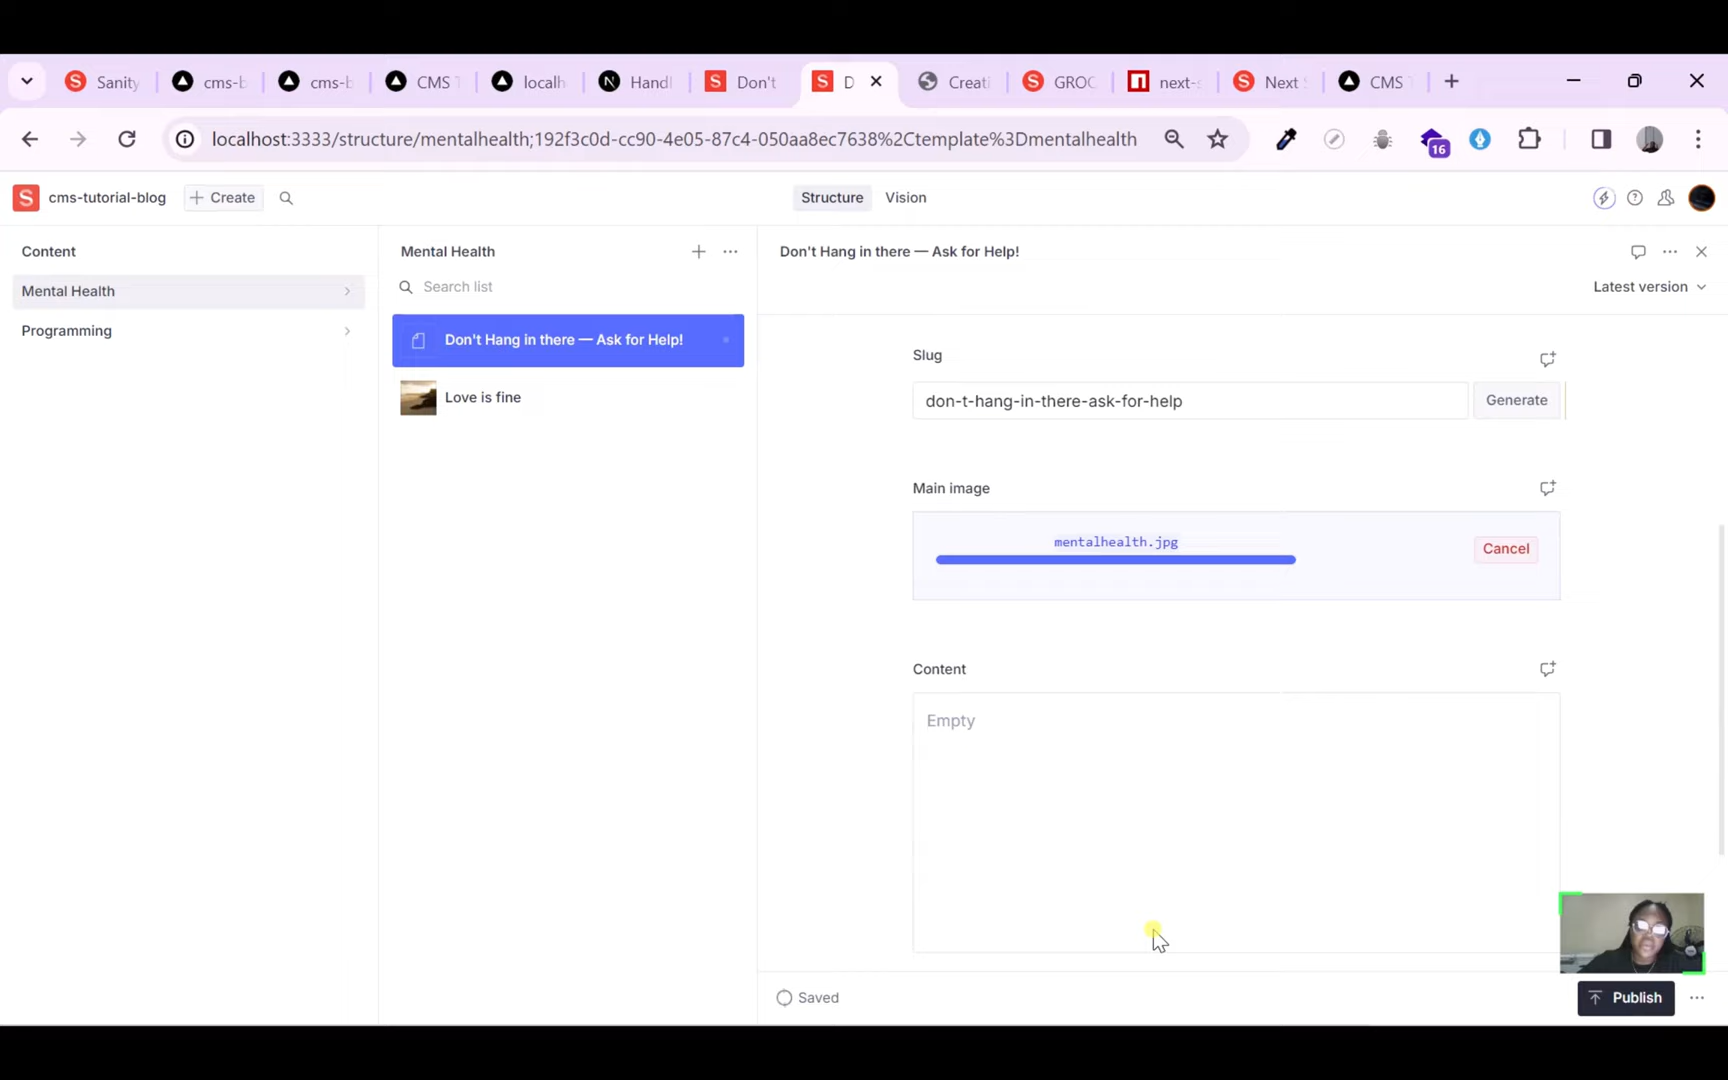 Sanity
cms-b
cms-b
CMS T
localh
Handl
Don't
D
Creati
GROC
next-s
Next S
CMS T
localhost:3333/structure/mentalhealth;192f3c0d-cc90-4e05-87c4-050aa8ec7638%2Ctemplate%3Dmentalhealth
16
cms-tutorial-blog
Create
Structure
Vision
Content
Mental Health
Programming
Mental Health
Search list
Don't Hang in there — Ask for Help!
Love is fine
Don't Hang in there — Ask for Help!
Latest version
Slug
don-t-hang-in-there-ask-for-help
Generate
Main image
mentalhealth.jpg
Cancel
Content
Empty
Saved
Publish